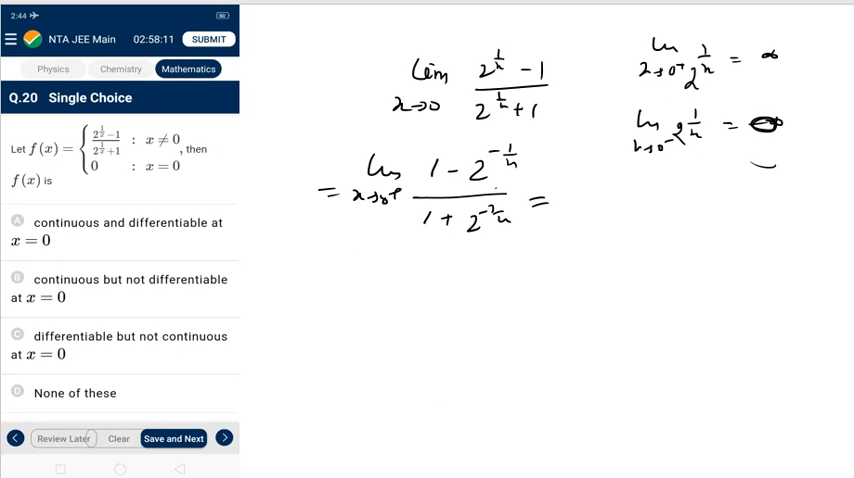 2:44
NTA JEE Main 02:58:11 SUBMIT
Physics Chemistry Mathematics
Q.20 Single Choice
Let f(x) = { (2^(1/x) − 1)/(2^(1/x) + 1) : x ≠ 0
0 : x = 0 , then
f(x) is
A continuous and differentiable at
x = 0
B continuous but not differentiable
at x = 0
C differentiable but not continuous
at x = 0
D None of these
Review Later Clear Save and Next
lim x→0 (2^(1/x) − 1)/(2^(1/x) + 1)
= lim (1 − 2^(−1/x))/(1 + 2^(−1/x)) =
lim x→0⁺ 2^(1/x) = ∞
lim x→0⁻ 2^(1/x) =